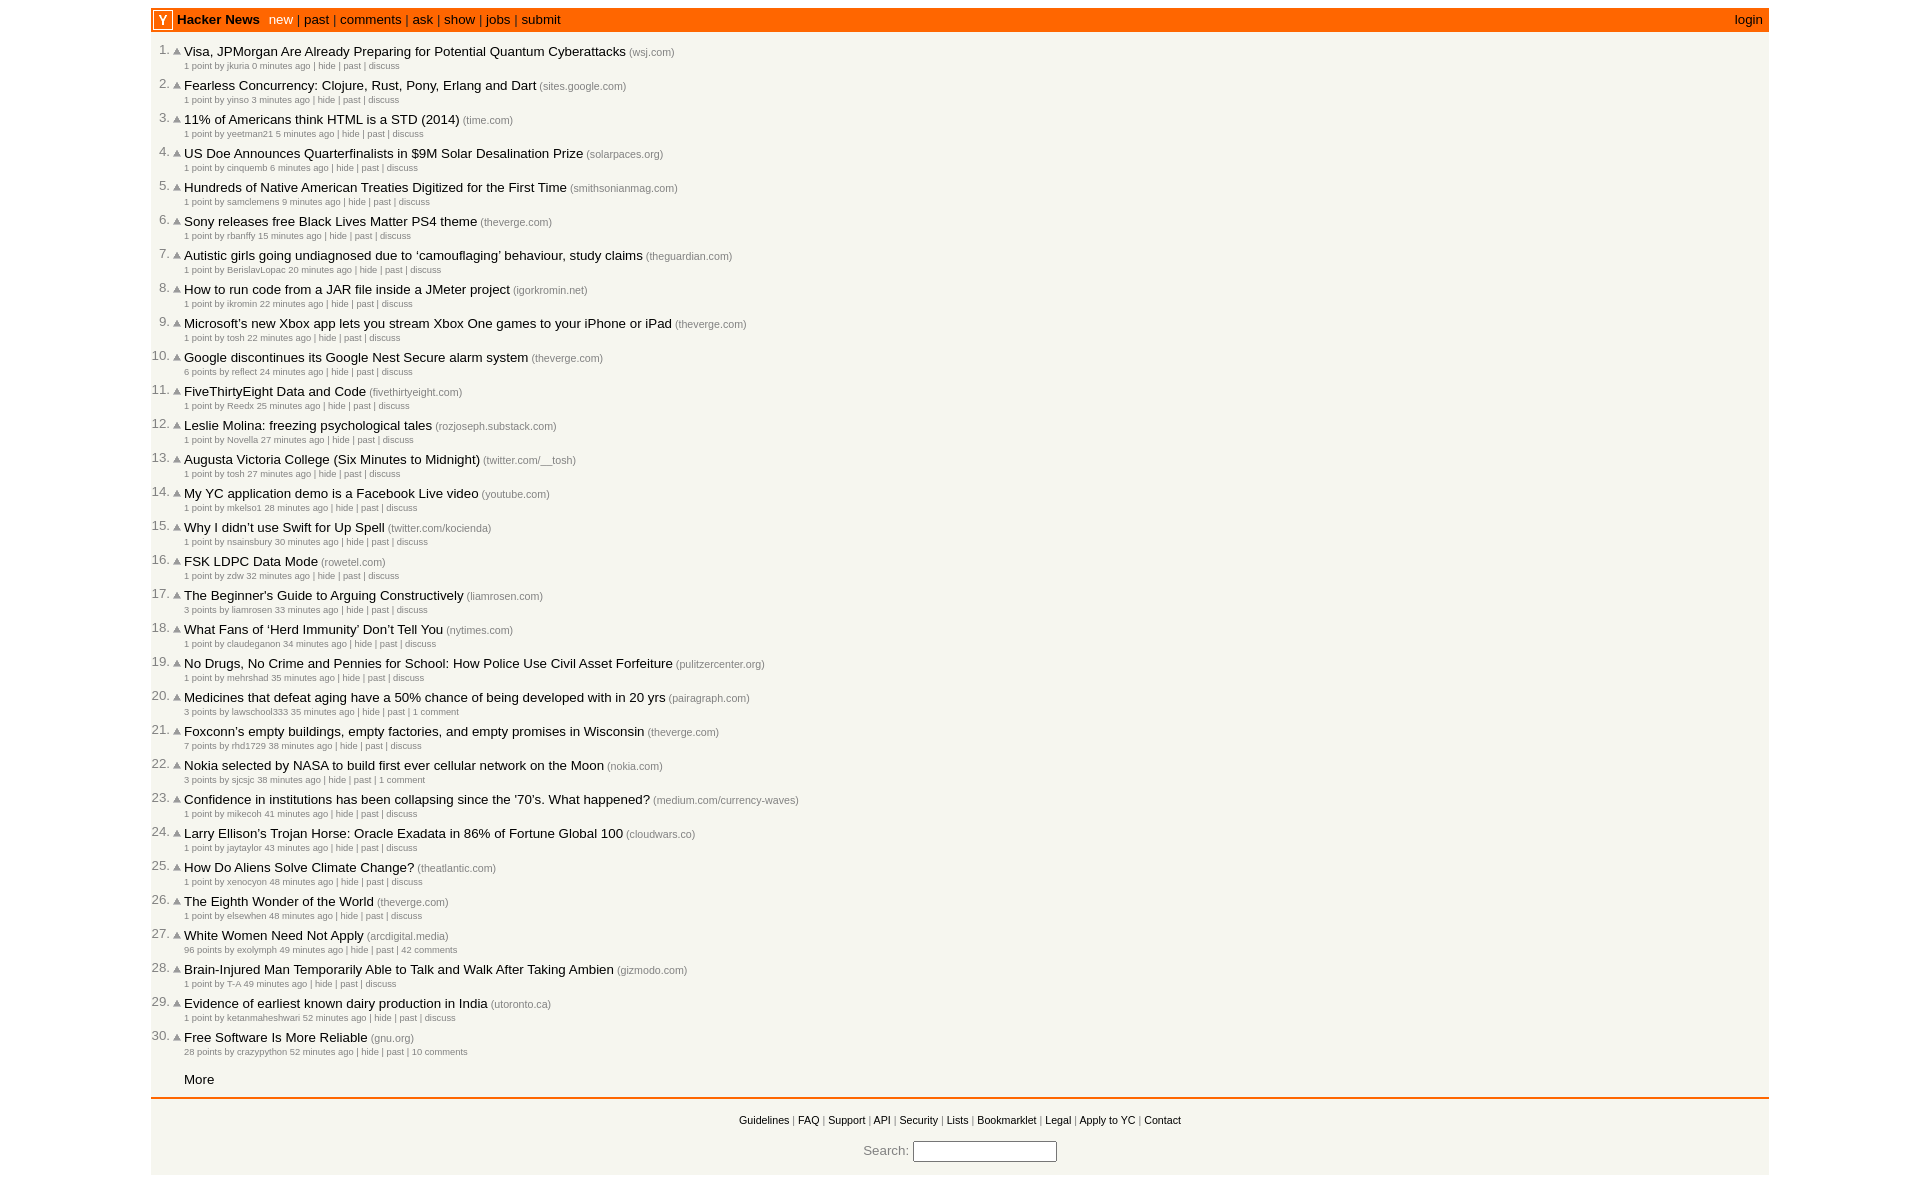 Y Hacker News new | past | comments | ask | show | jobs | submit login
1. Visa, JPMorgan Are Already Preparing for Potential Quantum Cyberattacks (wsj.com)
1 point by jkuria 0 minutes ago | hide | past | discuss
2. Fearless Concurrency: Clojure, Rust, Pony, Erlang and Dart (sites.google.com)
1 point by yinso 3 minutes ago | hide | past | discuss
3. 11% of Americans think HTML is a STD (2014) (time.com)
1 point by yeetman21 5 minutes ago | hide | past | discuss
4. US Doe Announces Quarterfinalists in $9M Solar Desalination Prize (solarpaces.org)
1 point by cinquemb 6 minutes ago | hide | past | discuss
5. Hundreds of Native American Treaties Digitized for the First Time (smithsonianmag.com)
1 point by samclemens 9 minutes ago | hide | past | discuss
6. Sony releases free Black Lives Matter PS4 theme (theverge.com)
1 point by rbanffy 15 minutes ago | hide | past | discuss
7. Autistic girls going undiagnosed due to ‘camouflaging’ behaviour, study claims (theguardian.com)
1 point by BerislavLopac 20 minutes ago | hide | past | discuss
8. How to run code from a JAR file inside a JMeter project (igorkromin.net)
1 point by ikromin 22 minutes ago | hide | past | discuss
9. Microsoft’s new Xbox app lets you stream Xbox One games to your iPhone or iPad (theverge.com)
1 point by tosh 22 minutes ago | hide | past | discuss
10. Google discontinues its Google Nest Secure alarm system (theverge.com)
6 points by reflect 24 minutes ago | hide | past | discuss
11. FiveThirtyEight Data and Code (fivethirtyeight.com)
1 point by Reedx 25 minutes ago | hide | past | discuss
12. Leslie Molina: freezing psychological tales (rozjoseph.substack.com)
1 point by Novella 27 minutes ago | hide | past | discuss
13. Augusta Victoria College (Six Minutes to Midnight) (twitter.com/__tosh)
1 point by tosh 27 minutes ago | hide | past | discuss
14. My YC application demo is a Facebook Live video (youtube.com)
1 point by mkelso1 28 minutes ago | hide | past | discuss
15. Why I didn’t use Swift for Up Spell (twitter.com/kocienda)
1 point by nsainsbury 30 minutes ago | hide | past | discuss
16. FSK LDPC Data Mode (rowetel.com)
1 point by zdw 32 minutes ago | hide | past | discuss
17. The Beginner's Guide to Arguing Constructively (liamrosen.com)
3 points by liamrosen 33 minutes ago | hide | past | discuss
18. What Fans of ‘Herd Immunity’ Don’t Tell You (nytimes.com)
1 point by claudeganon 34 minutes ago | hide | past | discuss
19. No Drugs, No Crime and Pennies for School: How Police Use Civil Asset Forfeiture (pulitzercenter.org)
1 point by mehrshad 35 minutes ago | hide | past | discuss
20. Medicines that defeat aging have a 50% chance of being developed with in 20 yrs (pairagraph.com)
3 points by lawschool333 35 minutes ago | hide | past | 1 comment
21. Foxconn’s empty buildings, empty factories, and empty promises in Wisconsin (theverge.com)
7 points by rhd1729 38 minutes ago | hide | past | discuss
22. Nokia selected by NASA to build first ever cellular network on the Moon (nokia.com)
3 points by sjcsjc 38 minutes ago | hide | past | 1 comment
23. Confidence in institutions has been collapsing since the '70's. What happened? (medium.com/currency-waves)
1 point by mikecoh 41 minutes ago | hide | past | discuss
24. Larry Ellison’s Trojan Horse: Oracle Exadata in 86% of Fortune Global 100 (cloudwars.co)
1 point by jaytaylor 43 minutes ago | hide | past | discuss
25. How Do Aliens Solve Climate Change? (theatlantic.com)
1 point by xenocyon 48 minutes ago | hide | past | discuss
26. The Eighth Wonder of the World (theverge.com)
1 point by elsewhen 48 minutes ago | hide | past | discuss
27. White Women Need Not Apply (arcdigital.media)
96 points by exolymph 49 minutes ago | hide | past | 42 comments
28. Brain-Injured Man Temporarily Able to Talk and Walk After Taking Ambien (gizmodo.com)
1 point by T-A 49 minutes ago | hide | past | discuss
29. Evidence of earliest known dairy production in India (utoronto.ca)
1 point by ketanmaheshwari 52 minutes ago | hide | past | discuss
30. Free Software Is More Reliable (gnu.org)
28 points by crazypython 52 minutes ago | hide | past | 10 comments
More
Guidelines | FAQ | Support | API | Security | Lists | Bookmarklet | Legal | Apply to YC | Contact
Search: